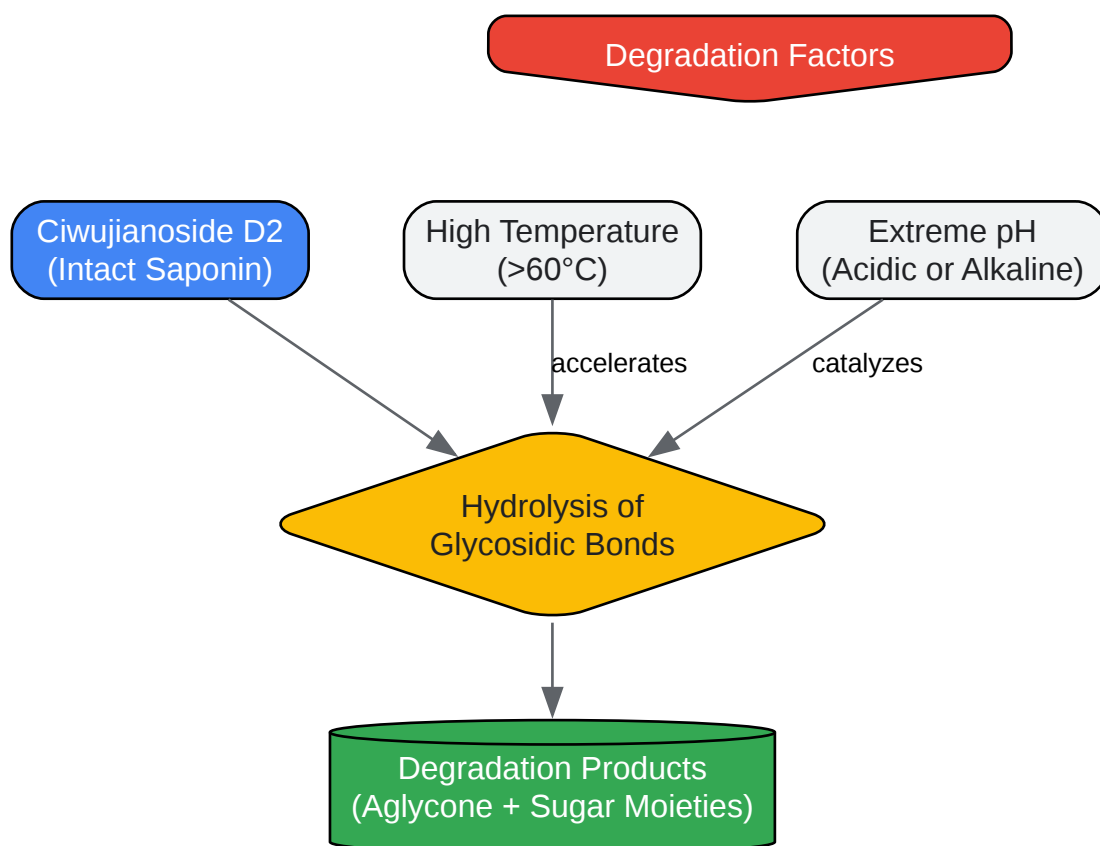 Degradation Factors
Ciwujianoside D2
(Intact Saponin)
High Temperature
(>60°C)
Extreme pH
(Acidic or Alkaline)
accelerates
catalyzes
Hydrolysis of
Glycosidic Bonds
Degradation Products
(Aglycone + Sugar Moieties)